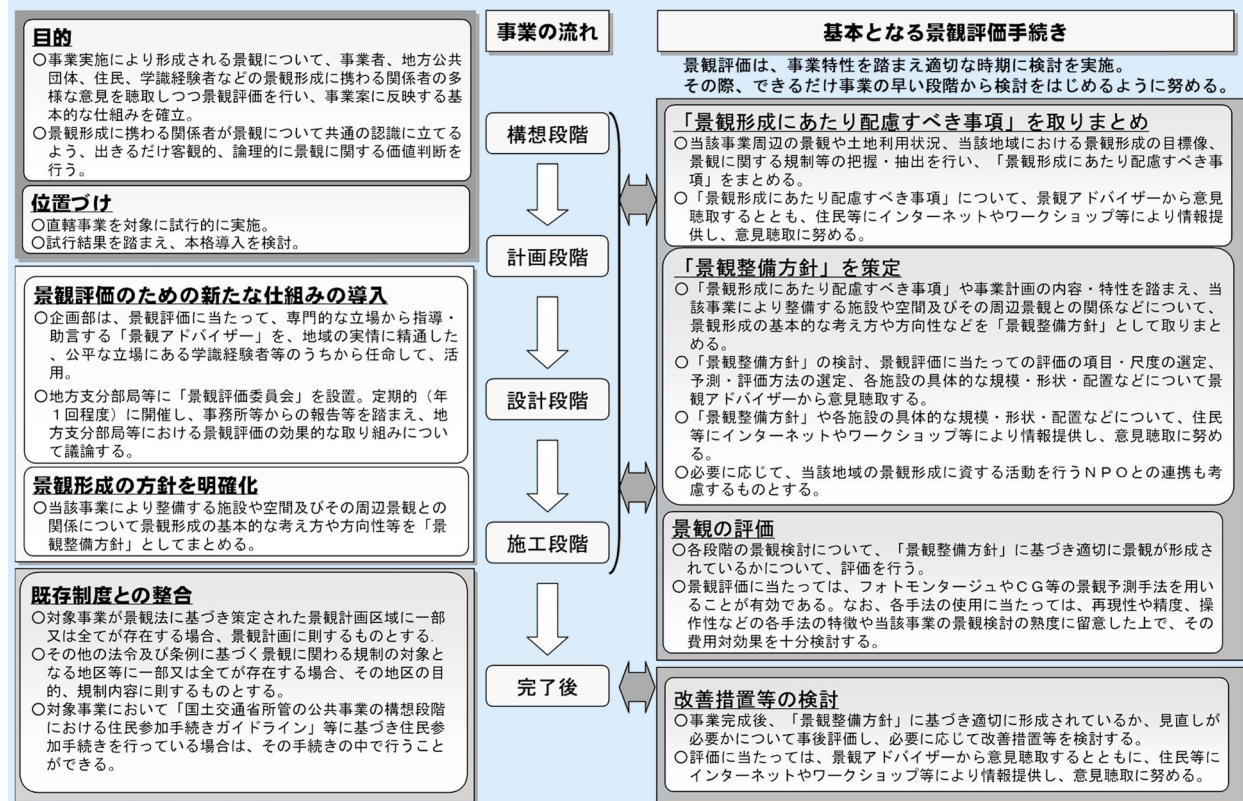 目的
○事業実施により形成される景観について、事業者、地方公共
団体、住民、学識経験者などの景観形成に携わる関係者の多
様な意見を聴取しつつ景観評価を行い、事業案に反映する基
本的な仕組みを確立。
○景観形成に携わる関係者が景観について共通の認識に立てる
よう、出きるだけ客観的、論理的に景観に関する価値判断を
行う。
位置づけ
○直轄事業を対象に試行的に実施。
○試行結果を踏まえ、本格導入を検討。
景観評価のための新たな仕組みの導入
○企画部は、景観評価に当たって、専門的な立場から指導・
助言する「景観アドバイザー」を、地域の実情に精通した
、公平な立場にある学識経験者等のうちから任命して、活
用。
○地方支分部局等に「景観評価委員会」を設置。定期的（年
１回程度）に開催し、事務所等からの報告等を踏まえ、地
方支分部局等における景観評価の効果的な取り組みについ
て議論する。
景観形成の方針を明確化
○当該事業により整備する施設や空間及びその周辺景観との
関係について景観形成の基本的な考え方や方向性等を「景
観整備方針」としてまとめる。
既存制度との整合
○対象事業が景観法に基づき策定された景観計画区域に一部
又は全てが存在する場合、景観計画に則するものとする.
○その他の法令及び条例に基づく景観に関わる規制の対象と
なる地区等に一部又は全てが存在する場合、その地区の目
的、規制内容に則するものとする。
○対象事業において「国土交通省所管の公共事業の構想段階
における住民参加手続きガイドライン」等に基づき住民参
加手続きを行っている場合は、その手続きの中で行うこと
ができる。
事業の流れ
構想段階
計画段階
設計段階
施工段階
完了後
基本となる景観評価手続き
景観評価は、事業特性を踏まえ適切な時期に検討を実施。
その際、できるだけ事業の早い段階から検討をはじめるように努める。
「景観形成にあたり配慮すべき事項」を取りまとめ
○当該事業周辺の景観や土地利用状況、当該地域における景観形成の目標像、
景観に関する規制等の把握・抽出を行い、「景観形成にあたり配慮すべき事
項」をまとめる。
○「景観形成にあたり配慮すべき事項」について、景観アドバイザーから意見
聴取するととも、住民等にインターネットやワークショップ等により情報提
供し、意見聴取に努める。
「景観整備方針」を策定
○「景観形成にあたり配慮すべき事項」や事業計画の内容・特性を踏まえ、当
該事業により整備する施設や空間及びその周辺景観との関係などについて、
景観形成の基本的な考え方や方向性などを「景観整備方針」として取りまと
める。
○「景観整備方針」の検討、景観評価に当たっての評価の項目・尺度の選定、
予測・評価方法の選定、各施設の具体的な規模・形状・配置などについて景
観アドバイザーから意見聴取する。
○「景観整備方針」や各施設の具体的な規模・形状・配置などについて、住民
等にインターネットやワークショップ等により情報提供し、意見聴取に努め
る。
○必要に応じて、当該地域の景観形成に資する活動を行うＮＰＯとの連携も考
慮するものとする。
景観の評価
○各段階の景観検討について、「景観整備方針」に基づき適切に景観が形成さ
れているかについて、評価を行う。
○景観評価に当たっては、フォトモンタージュやＣＧ等の景観予測手法を用い
ることが有効である。なお、各手法の使用に当たっては、再現性や精度、操
作性などの各手法の特徴や当該事業の景観検討の熟度に留意した上で、その
費用対効果を十分検討する。
改善措置等の検討
○事業完成後、「景観整備方針」に基づき適切に形成されているか、見直しが
必要かについて事後評価し、必要に応じて改善措置等を検討する。
○評価に当たっては、景観アドバイザーから意見聴取するとともに、住民等に
インターネットやワークショップ等により情報提供し、意見聴取に努める。